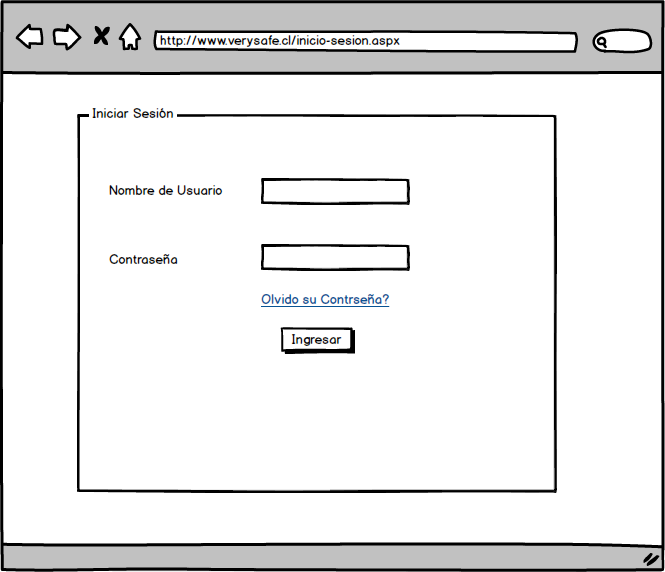 http://www.verysafe.cl/inicio-sesion.aspx
Iniciar Sesión
Nombre de Usuario
Contraseña
Olvido su Contrseña?
Ingresar